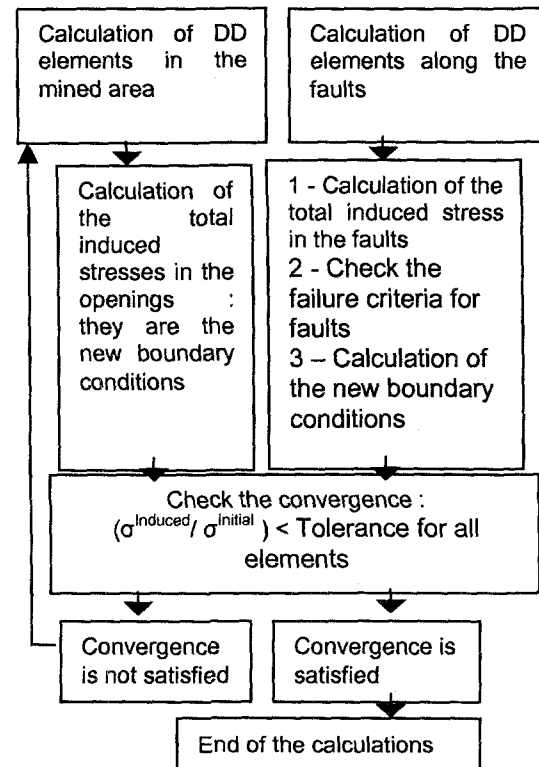 Calculation of DD
elements in the
mined area
Calculation of DD
elements along the
faults
Calculation of
the total
induced
stresses in the
openings :
they are the
new boundary
conditions
1 - Calculation of the
total induced stress
in the faults
2 - Check the
failure criteria for
faults
3 – Calculation of
the new boundary
conditions
Check the convergence :
(σ^Induced/ σ^Initial ) < Tolerance for all
elements
Convergence
is not satisfied
Convergence is
satisfied
End of the calculations